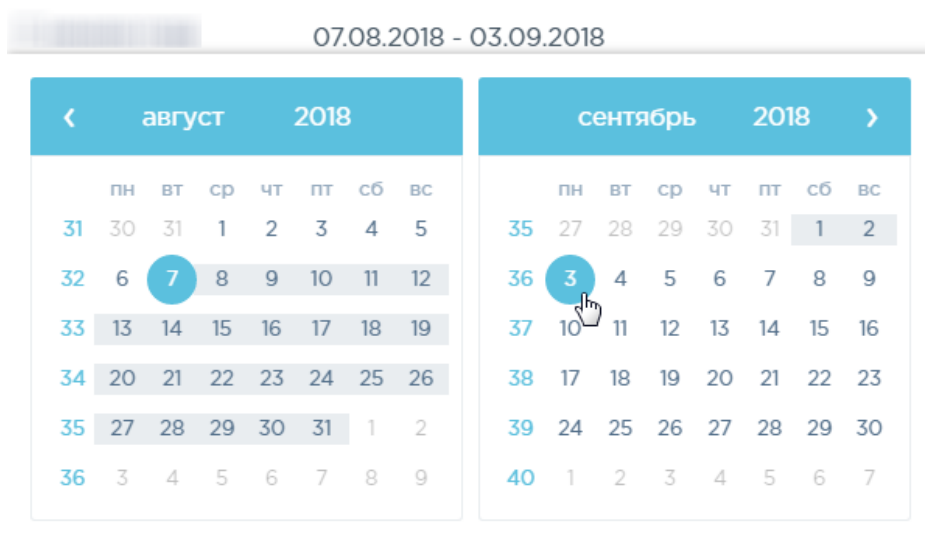 07.08.2018 - 03.09.2018
‹ август 2018
пн вт ср чт пт сб вс
31 30 31 1 2 3 4 5
32 6 7 8 9 10 11 12
33 13 14 15 16 17 18 19
34 20 21 22 23 24 25 26
35 27 28 29 30 31 1 2
36 3 4 5 6 7 8 9
сентябрь 2018 ›
пн вт ср чт пт сб вс
35 27 28 29 30 31 1 2
36 3 4 5 6 7 8 9
37 10 11 12 13 14 15 16
38 17 18 19 20 21 22 23
39 24 25 26 27 28 29 30
40 1 2 3 4 5 6 7